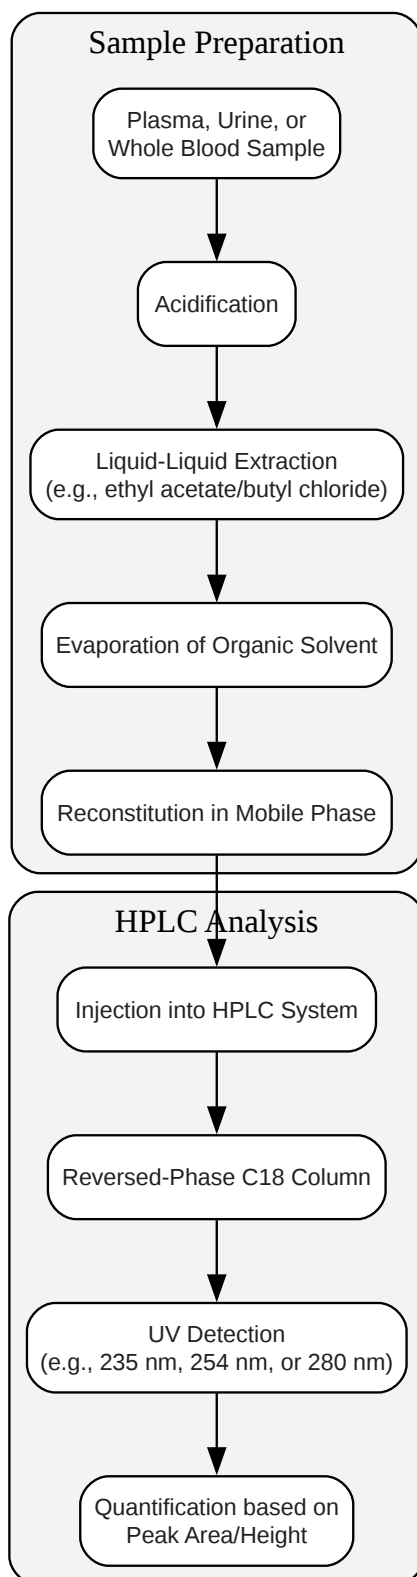 Sample Preparation
Plasma, Urine, or
Whole Blood Sample
Acidification
Liquid-Liquid Extraction
(e.g., ethyl acetate/butyl chloride)
Evaporation of Organic Solvent
Reconstitution in Mobile Phase
HPLC Analysis
Injection into HPLC System
Reversed-Phase C18 Column
UV Detection
(e.g., 235 nm, 254 nm, or 280 nm)
Quantification based on
Peak Area/Height